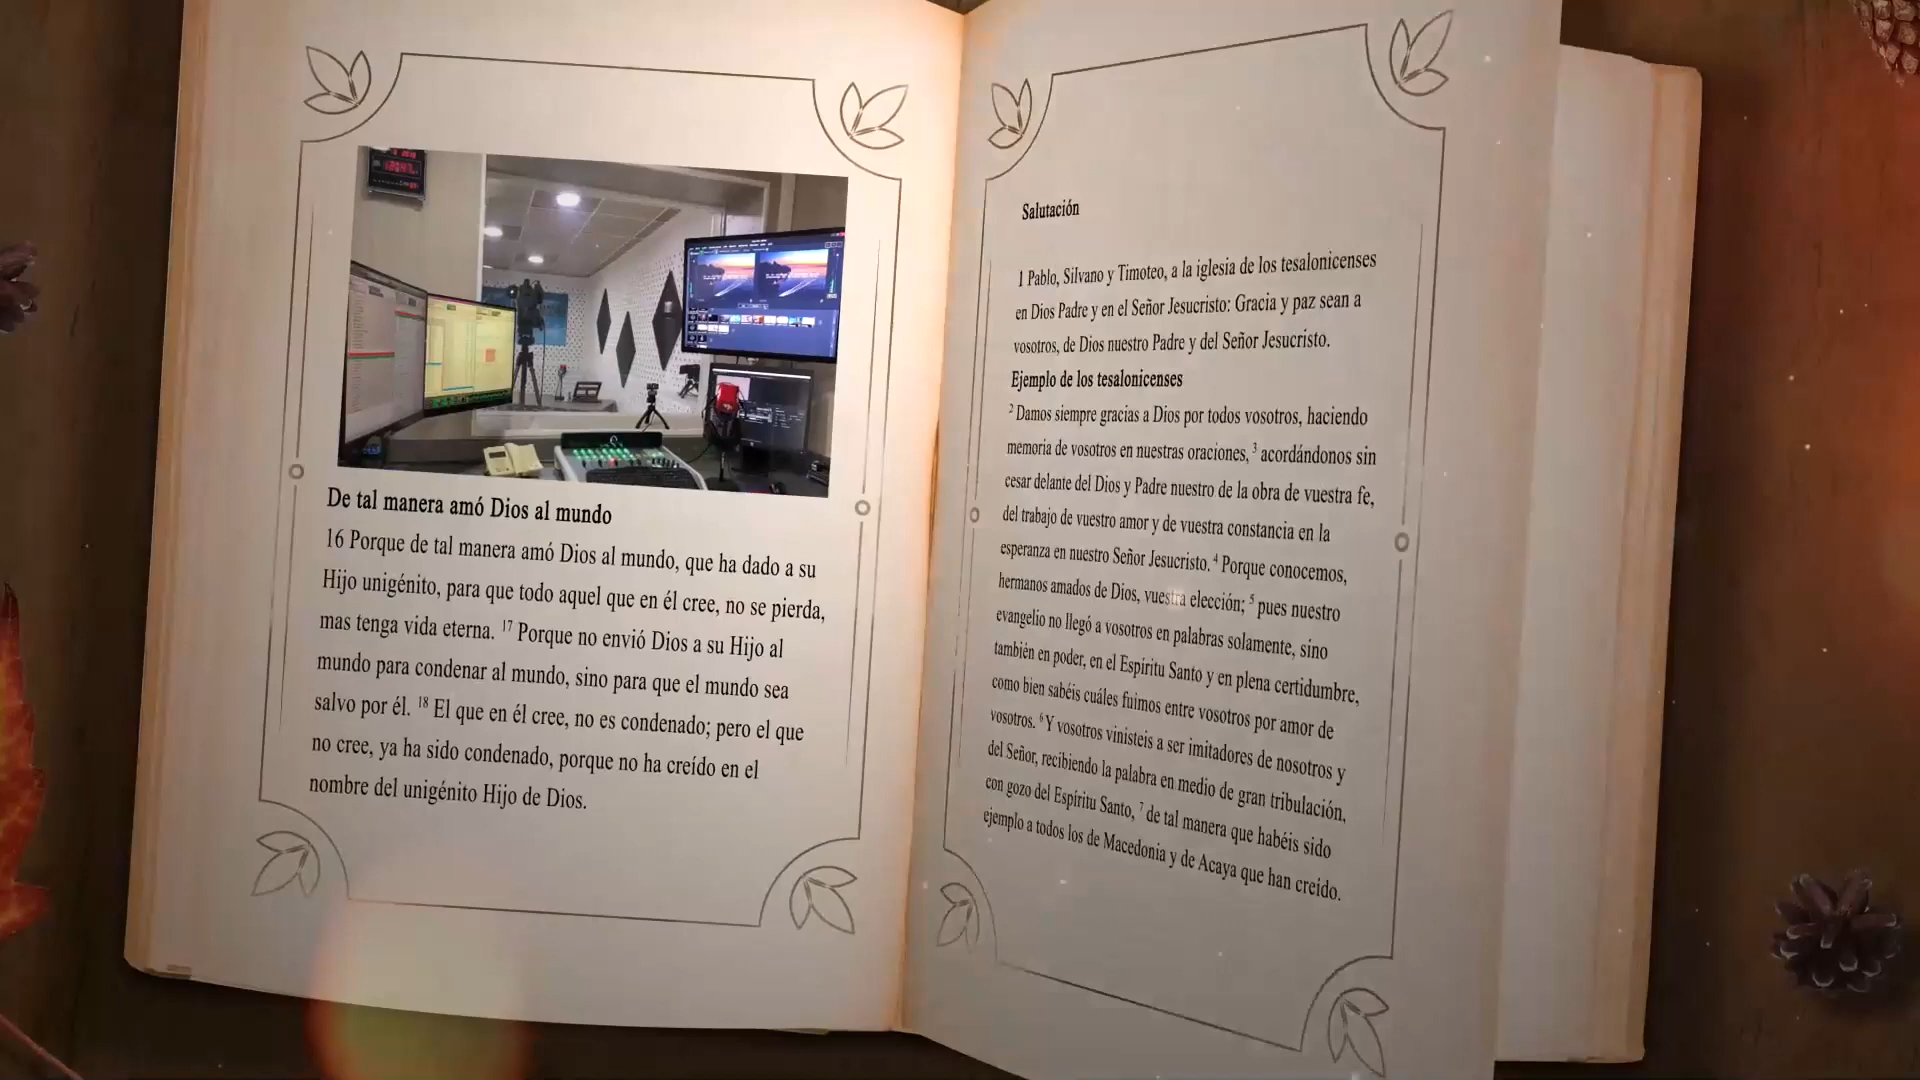 De tal manera amó Dios al mundo
16 Porque de tal manera amó Dios al mundo, que ha dado a su
Hijo unigénito, para que todo aquel que en él cree, no se pierda,
mas tenga vida eterna. 17 Porque no envió Dios a su Hijo al
mundo para condenar al mundo, sino para que el mundo sea
salvo por él. 18 El que en él cree, no es condenado; pero el que
no cree, ya ha sido condenado, porque no ha creído en el
nombre del unigénito Hijo de Dios.
Salutación
1 Pablo, Silvano y Timoteo, a la iglesia de los tesalonicenses
en Dios Padre y en el Señor Jesucristo: Gracia y paz sean a
vosotros, de Dios nuestro Padre y del Señor Jesucristo.
Ejemplo de los tesalonicenses
2 Damos siempre gracias a Dios por todos vosotros, haciendo
memoria de vosotros en nuestras oraciones, 3 acordándonos sin
cesar delante del Dios y Padre nuestro de la obra de vuestra fe,
del trabajo de vuestro amor y de vuestra constancia en la
esperanza en nuestro Señor Jesucristo. 4 Porque conocemos,
hermanos amados de Dios, vuestra elección; 5 pues nuestro
evangelio no llegó a vosotros en palabras solamente, sino
también en poder, en el Espíritu Santo y en plena certidumbre,
como bien sabéis cuáles fuimos entre vosotros por amor de
vosotros. 6 Y vosotros vinisteis a ser imitadores de nosotros y
del Señor, recibiendo la palabra en medio de gran tribulación,
con gozo del Espíritu Santo, 7 de tal manera que habéis sido
ejemplo a todos los de Macedonia y de Acaya que han creído.